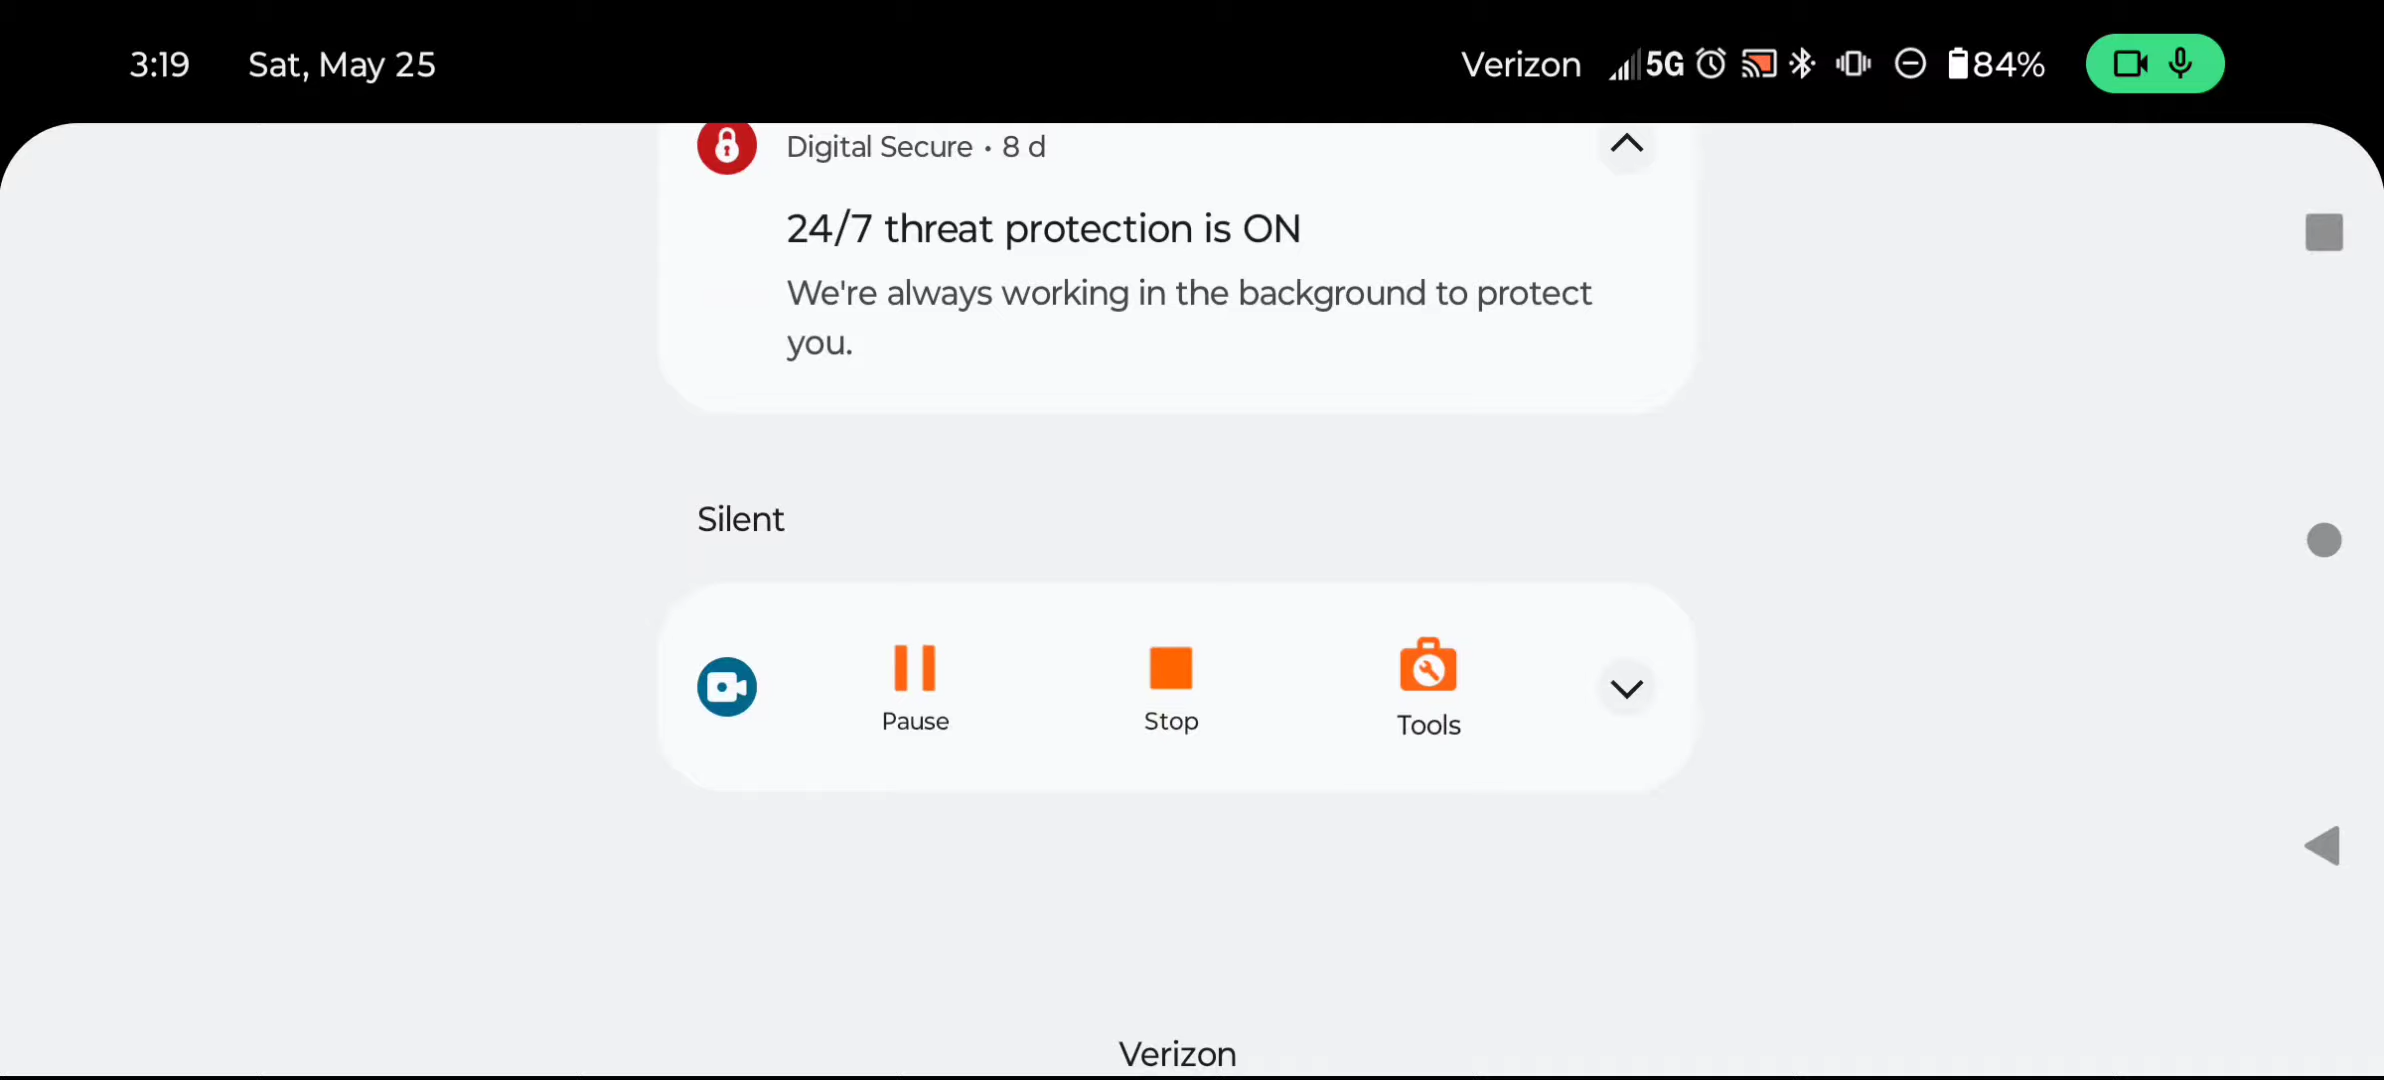 3:19 Sat, May 25 Verizon 5G 84%
Digital Secure • 8 d
24/7 threat protection is ON
We're always working in the background to protect
you.
Silent
Pause Stop Tools
Verizon